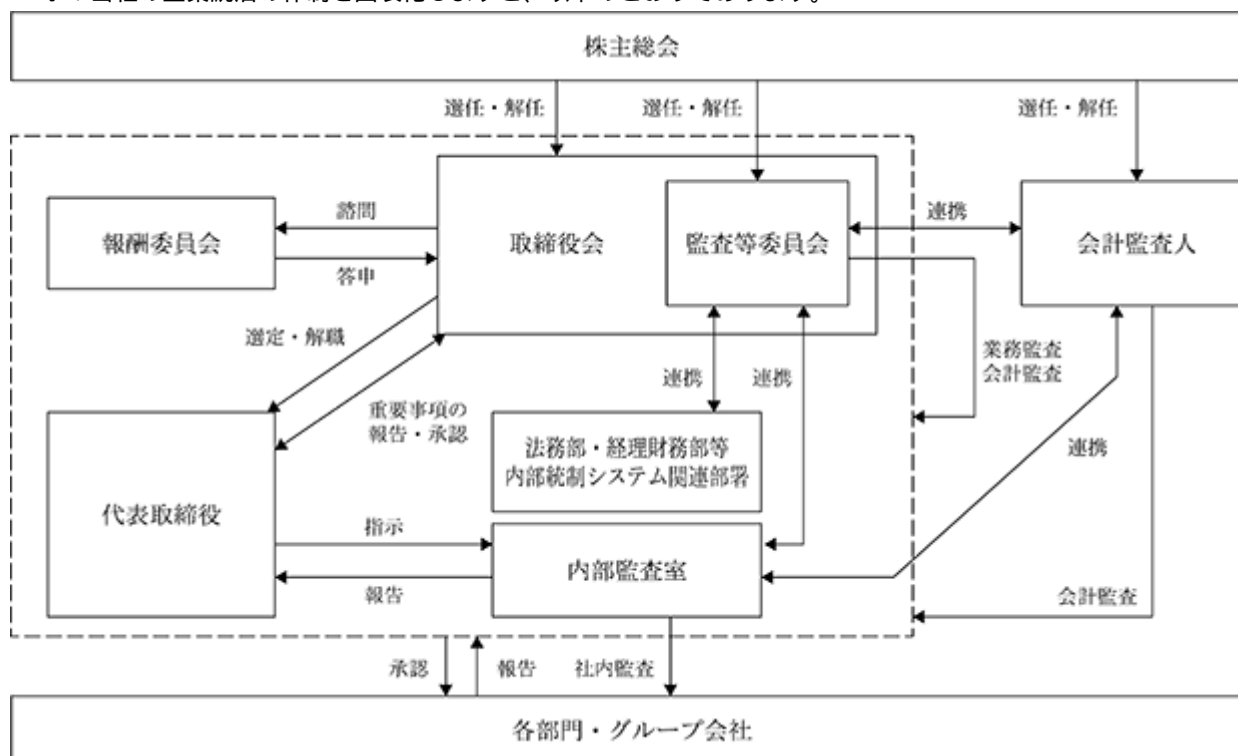 株主総会
選任・解任
選任・解任
選任・解任
報酬委員会
諮問
答申
取締役会
監査等委員会
連携
会計監査人
選定・解職
重要事項の
報告・承認
連携
連携
業務監査
会計監査
連携
法務部・経理財務部等
内部統制システム関連部署
代表取締役
指示
報告
内部監査室
会計監査
承認
報告
社内監査
各部門・グループ会社